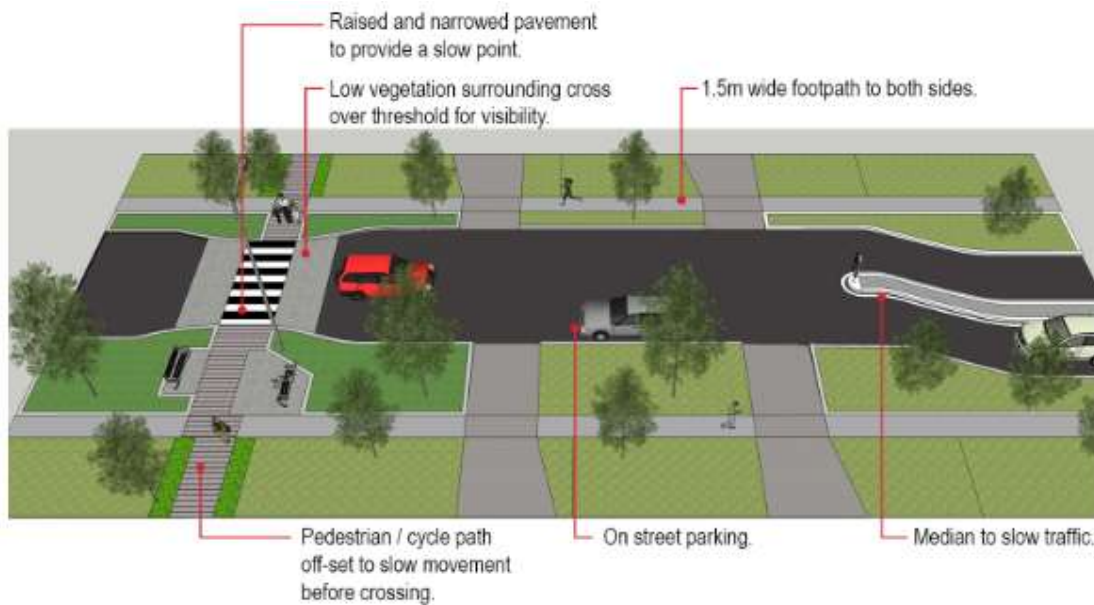 Raised and narrowed pavement
to provide a slow point.
Low vegetation surrounding cross
over threshold for visibility.
1.5m wide footpath to both sides.
Pedestrian / cycle path
off-set to slow movement
before crossing.
On street parking.
Median to slow traffic.